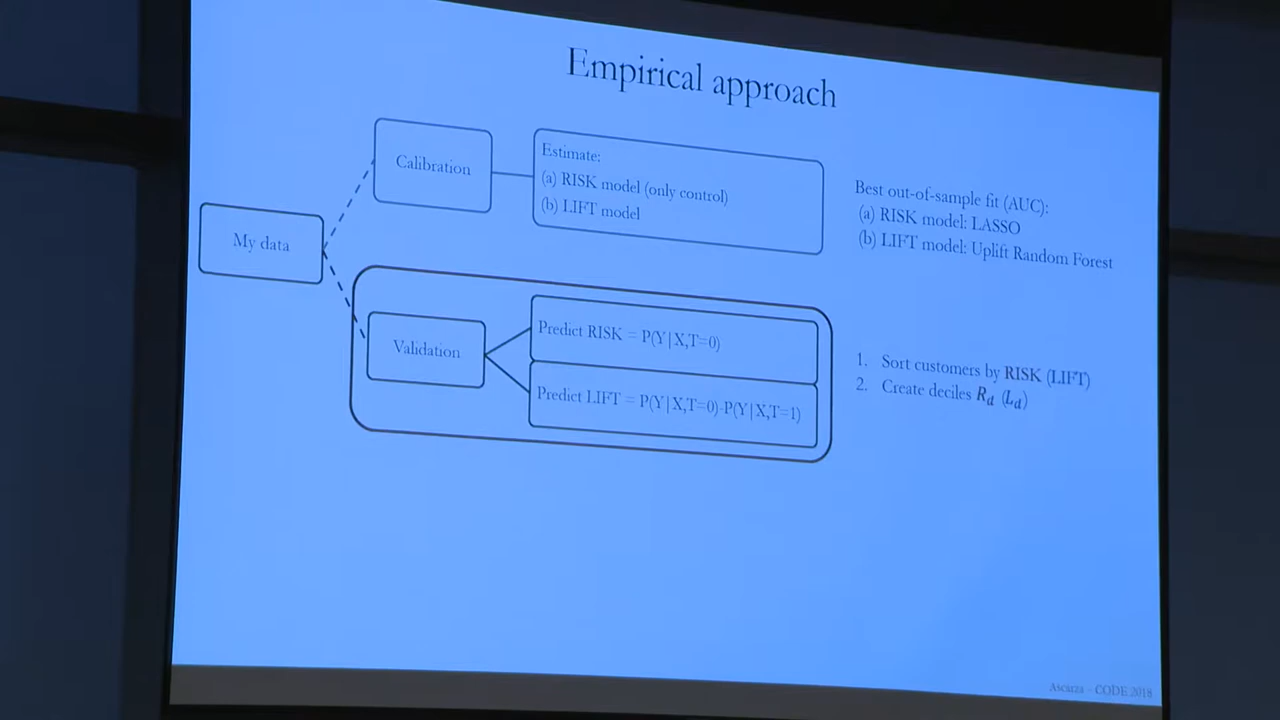 Empirical approach
Calibration
Estimate:
(a) RISK model (only control)
(b) LIFT model
Best out-of-sample fit (AUC):
(a) RISK model: LASSO
(b) LIFT model: Uplift Random Forest
My data
Validation
Predict RISK = P(Y|X,T=0)
Predict LIFT = P(Y|X,T=0)-P(Y|X,T=1)
1. Sort customers by RISK (LIFT)
2. Create deciles Rd (Ld)
Ascarza – CODE 2018